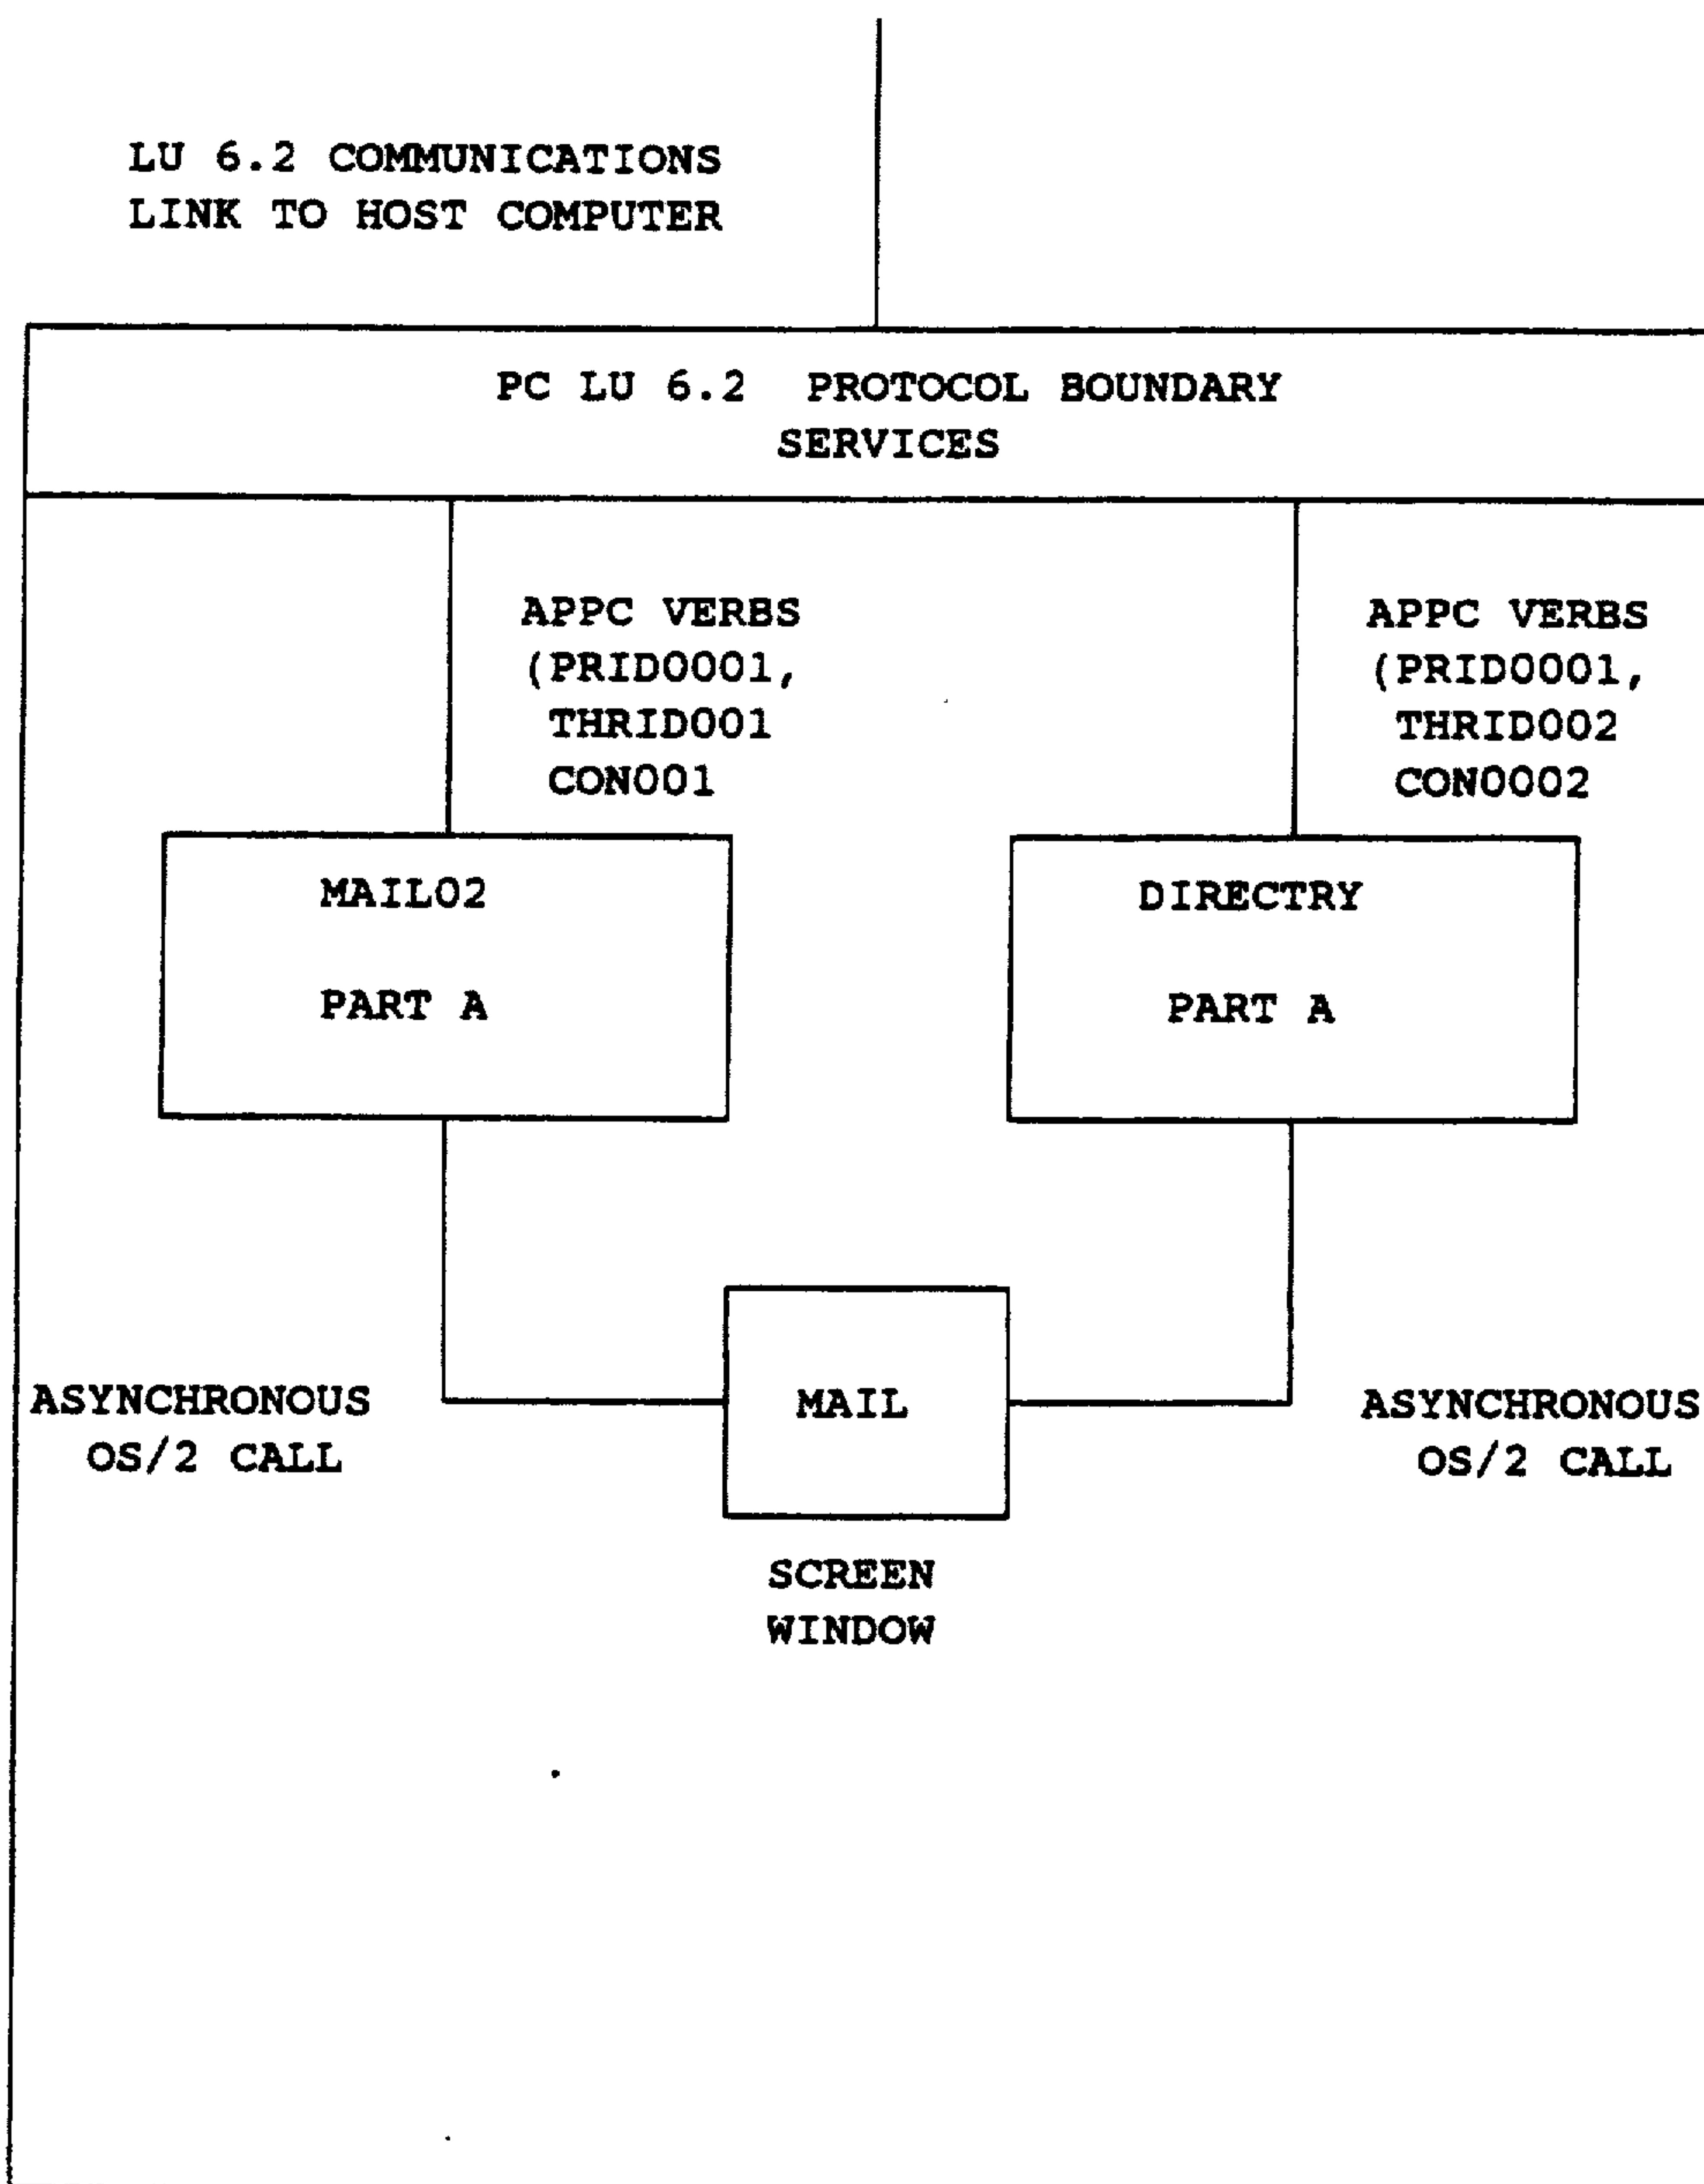 LU 6.2 COMMUNICATIONS
LINK TO HOST COMPUTER
PC LU 6.2 PROTOCOL BOUNDARY
SERVICES
APPC VERBS
(PRID0001,
THRID001
CON001
APPC VERBS
(PRID0001,
THRID002
CON0002
MAIL02
PART A
DIRECTRY
PART A
ASYNCHRONOUS
OS/2 CALL
MAIL
ASYNCHRONOUS
OS/2 CALL
SCREEN
WINDOW